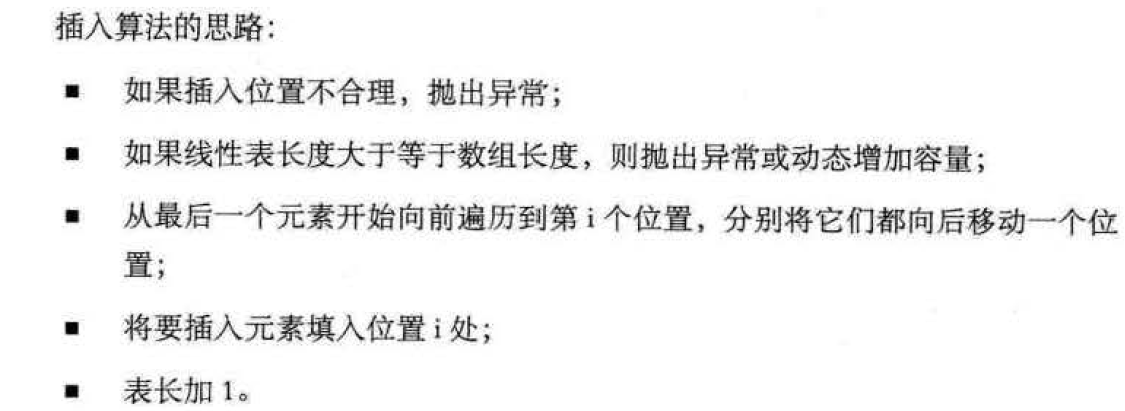 插入算法的思路:
■ 如果插入位置不合理，抛出异常；
■ 如果线性表长度大于等于数组长度，则抛出异常或动态增加容量；
■ 从最后一个元素开始向前遍历到第 i 个位置，分别将它们都向后移动一个位
置；
■ 将要插入元素填入位置 i 处；
■ 表长加 1。